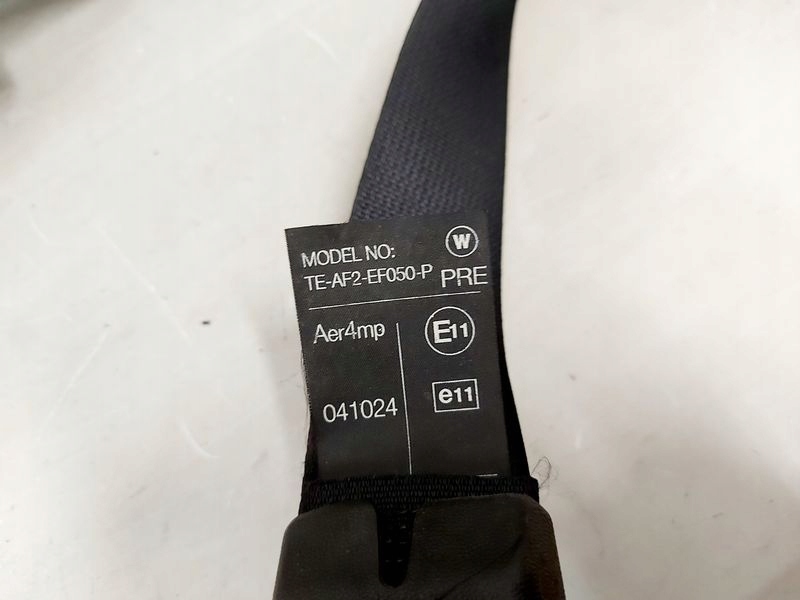 MODEL NO:
W
TE-AF2-EF050-P PRE
Aer4mp
E11
041024
e11